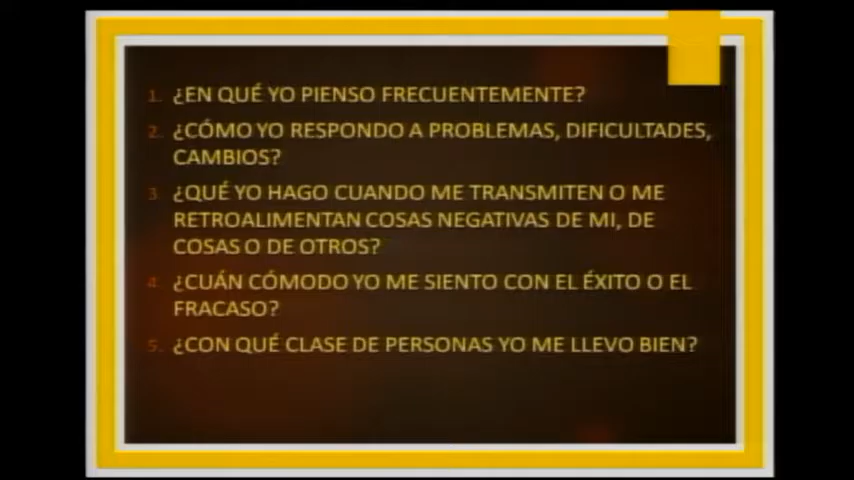 1. ¿EN QUÉ YO PIENSO FRECUENTEMENTE?
2. ¿CÓMO YO RESPONDO A PROBLEMAS, DIFICULTADES,
CAMBIOS?
3. ¿QUÉ YO HAGO CUANDO ME TRANSMITEN O ME
RETROALIMENTAN COSAS NEGATIVAS DE MI, DE
COSAS O DE OTROS?
4. ¿CUÁN CÓMODO YO ME SIENTO CON EL ÉXITO O EL
FRACASO?
5. ¿CON QUÉ CLASE DE PERSONAS YO ME LLEVO BIEN?